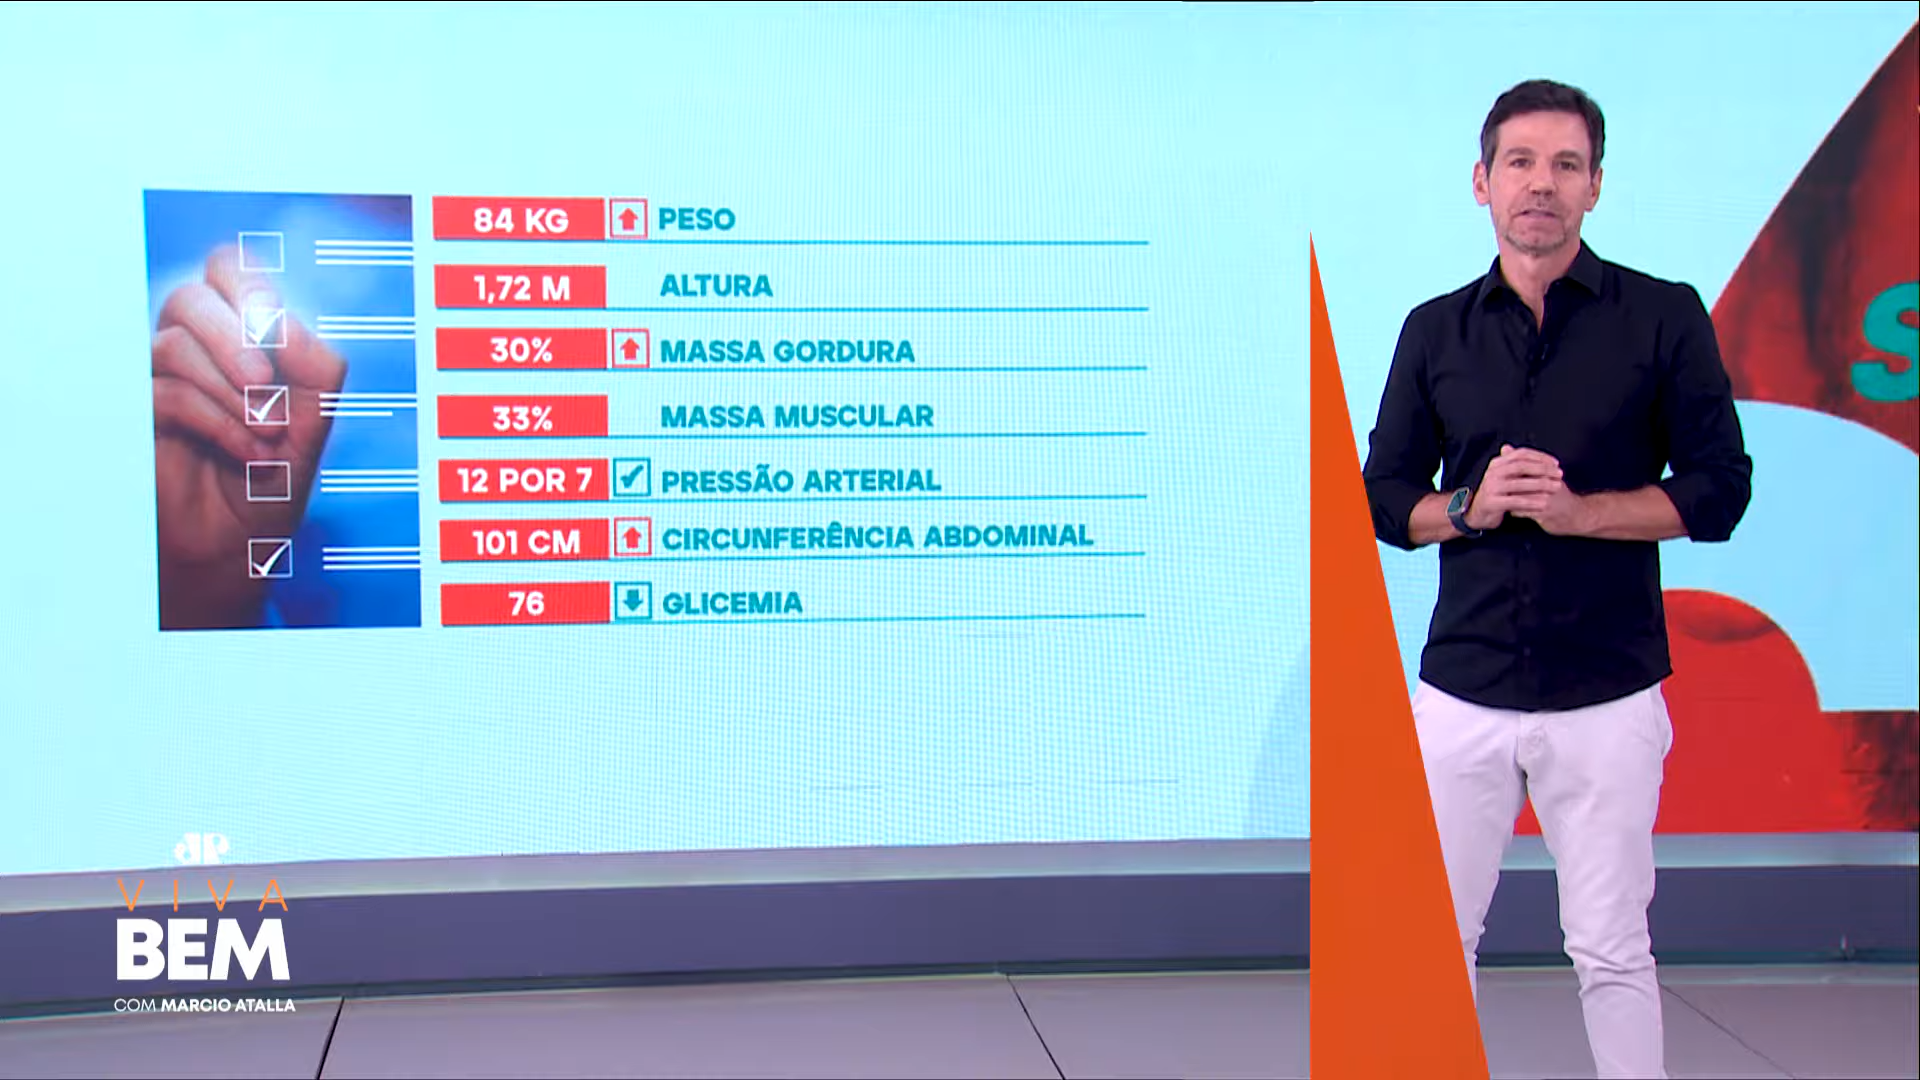 84 KG PESO
1,72 M ALTURA
30% MASSA GORDURA
33% MASSA MUSCULAR
12 POR 7 PRESSÃO ARTERIAL
101 CM CIRCUNFERÊNCIA ABDOMINAL
76 GLICEMIA
S
JP
VIVA
BEM
COM MARCIO ATALLA